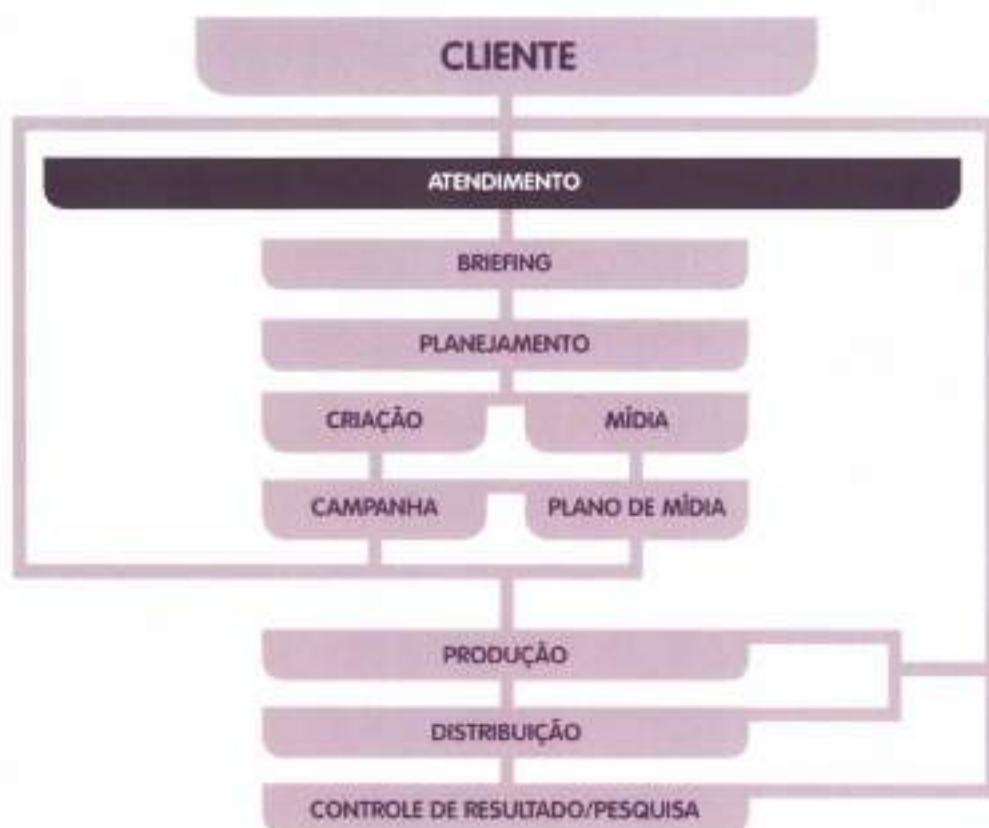 CLIENTE
ATENDIMENTO
BRIEFING
PLANEJAMENTO
CRIAÇÃO
MÍDIA
CAMPANHA
PLANO DE MÍDIA
PRODUÇÃO
DISTRIBUIÇÃO
CONTROLE DE RESULTADO/PESQUISA